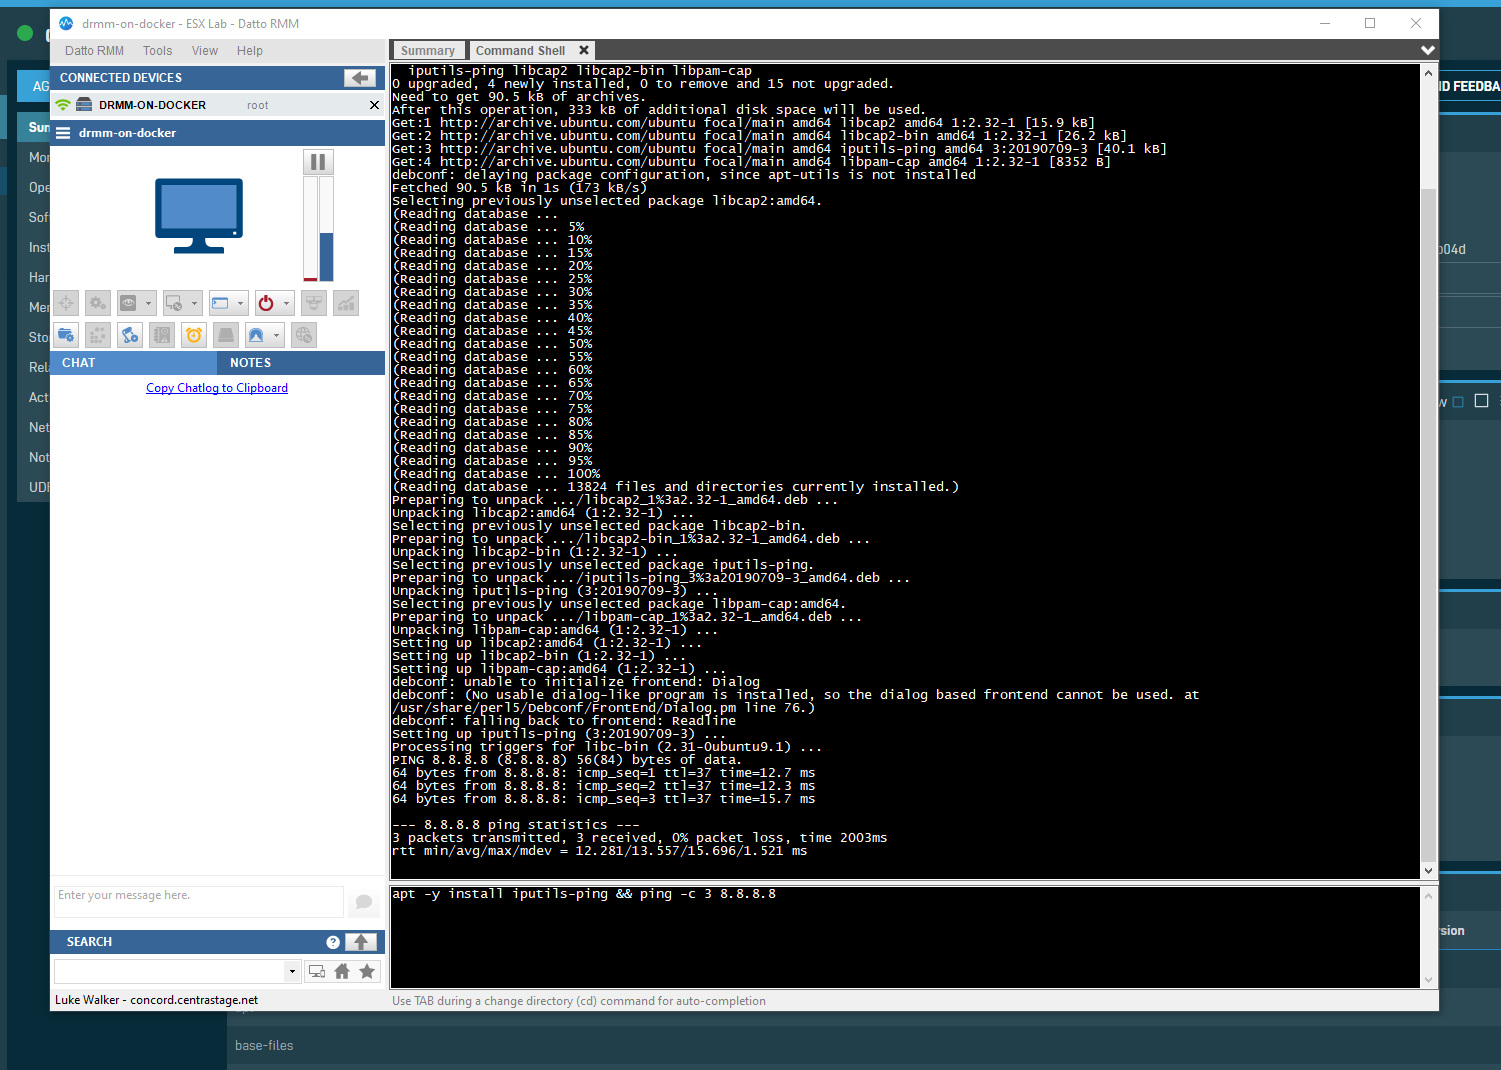 drmm-on-docker - ESX Lab - Datto RMM
Datto RMM Tools View Help
CONNECTED DEVICES
DRMM-ON-DOCKER root
drmm-on-docker
CHAT NOTES
Copy Chatlog to Clipboard
Enter your message here.
SEARCH
Luke Walker - concord.centrastage.net
Summary Command Shell
iputils-ping libcap2 libcap2-bin libpam-cap
0 upgraded, 4 newly installed, 0 to remove and 15 not upgraded.
Need to get 90.5 kB of archives.
After this operation, 333 kB of additional disk space will be used.
Get:1 http://archive.ubuntu.com/ubuntu focal/main amd64 libcap2 amd64 1:2.32-1 [15.9 kB]
Get:2 http://archive.ubuntu.com/ubuntu focal/main amd64 libcap2-bin amd64 1:2.32-1 [26.2 kB]
Get:3 http://archive.ubuntu.com/ubuntu focal/main amd64 iputils-ping amd64 3:20190709-3 [40.1 kB]
Get:4 http://archive.ubuntu.com/ubuntu focal/main amd64 libpam-cap amd64 1:2.32-1 [8352 B]
debconf: delaying package configuration, since apt-utils is not installed
Fetched 90.5 kB in 1s (173 kB/s)
Selecting previously unselected package libcap2:amd64.
(Reading database ...
(Reading database ... 5%
(Reading database ... 10%
(Reading database ... 15%
(Reading database ... 20%
(Reading database ... 25%
(Reading database ... 30%
(Reading database ... 35%
(Reading database ... 40%
(Reading database ... 45%
(Reading database ... 50%
(Reading database ... 55%
(Reading database ... 60%
(Reading database ... 65%
(Reading database ... 70%
(Reading database ... 75%
(Reading database ... 80%
(Reading database ... 85%
(Reading database ... 90%
(Reading database ... 95%
(Reading database ... 100%
(Reading database ... 13824 files and directories currently installed.)
Preparing to unpack .../libcap2_1%3a2.32-1_amd64.deb ...
Unpacking libcap2:amd64 (1:2.32-1) ...
Selecting previously unselected package libcap2-bin.
Preparing to unpack .../libcap2-bin_1%3a2.32-1_amd64.deb ...
Unpacking libcap2-bin (1:2.32-1) ...
Selecting previously unselected package iputils-ping.
Preparing to unpack .../iputils-ping_3%3a20190709-3_amd64.deb ...
Unpacking iputils-ping (3:20190709-3) ...
Selecting previously unselected package libpam-cap:amd64.
Preparing to unpack .../libpam-cap_1%3a2.32-1_amd64.deb ...
Unpacking libpam-cap:amd64 (1:2.32-1) ...
Setting up libcap2:amd64 (1:2.32-1) ...
Setting up libcap2-bin (1:2.32-1) ...
Setting up libpam-cap:amd64 (1:2.32-1) ...
debconf: unable to initialize frontend: Dialog
debconf: (No usable dialog-like program is installed, so the dialog based frontend cannot be used. at
/usr/share/perl5/Debconf/FrontEnd/Dialog.pm line 76.)
debconf: falling back to frontend: Readline
Setting up iputils-ping (3:20190709-3) ...
Processing triggers for libc-bin (2.31-0ubuntu9.1) ...
PING 8.8.8.8 (8.8.8.8) 56(84) bytes of data.
64 bytes from 8.8.8.8: icmp_seq=1 ttl=37 time=12.7 ms
64 bytes from 8.8.8.8: icmp_seq=2 ttl=37 time=12.3 ms
64 bytes from 8.8.8.8: icmp_seq=3 ttl=37 time=15.7 ms
--- 8.8.8.8 ping statistics ---
3 packets transmitted, 3 received, 0% packet loss, time 2003ms
rtt min/avg/max/mdev = 12.281/13.557/15.696/1.521 ms
apt -y install iputils-ping && ping -c 3 8.8.8.8
Use TAB during a change directory (cd) command for auto-completion
AG
Sun
Mor
Ope
Sof
Inst
Har
Mer
Sto
Rela
Act
Net
Not
UDF
ND FEEDBA
b04d
w
rsion
base-files